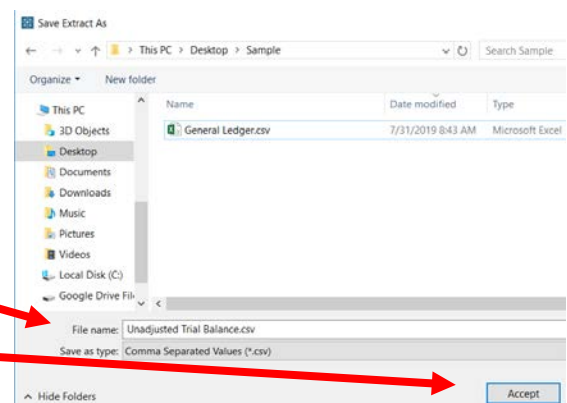 Save Extract As
This PC > Desktop > Sample
Search Sample
Organize
New folder
Name
Date modified
Type
This PC
3D Objects
Desktop
Documents
Downloads
Music
Pictures
Videos
Local Disk (C:)
Google Drive
General Ledger.csv
7/31/2019 8:43 AM
Microsoft Excel
File name: Unadjusted Trial Balance.csv
Save as type: Comma Separated Values (*.csv)
Hide Folders
Accept